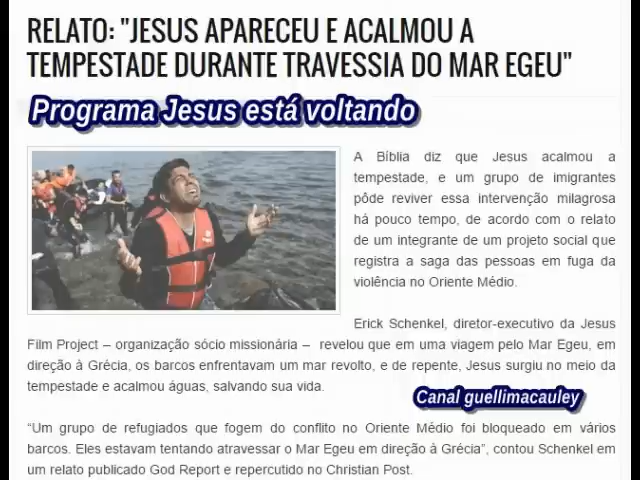 RELATO: "JESUS APARECEU E ACALMOU A
TEMPESTADE DURANTE TRAVESSIA DO MAR EGEU"
Programa Jesus está voltando
A Bíblia diz que Jesus acalmou a
tempestade, e um grupo de imigrantes
pôde reviver essa intervenção milagrosa
há pouco tempo, de acordo com o relato
de um integrante de um projeto social que
registra a saga das pessoas em fuga da
violência no Oriente Médio.
Erick Schenkel, diretor-executivo da Jesus
Film Project – organização sócio missionária – revelou que em uma viagem pelo Mar Egeu, em
direção à Grécia, os barcos enfrentavam um mar revolto, e de repente, Jesus surgiu no meio da
tempestade e acalmou águas, salvando sua vida.
Canal guellimacauley
“Um grupo de refugiados que fogem do conflito no Oriente Médio foi bloqueado em vários
barcos. Eles estavam tentando atravessar o Mar Egeu em direção à Grécia”, contou Schenkel em
um relato publicado God Report e repercutido no Christian Post.